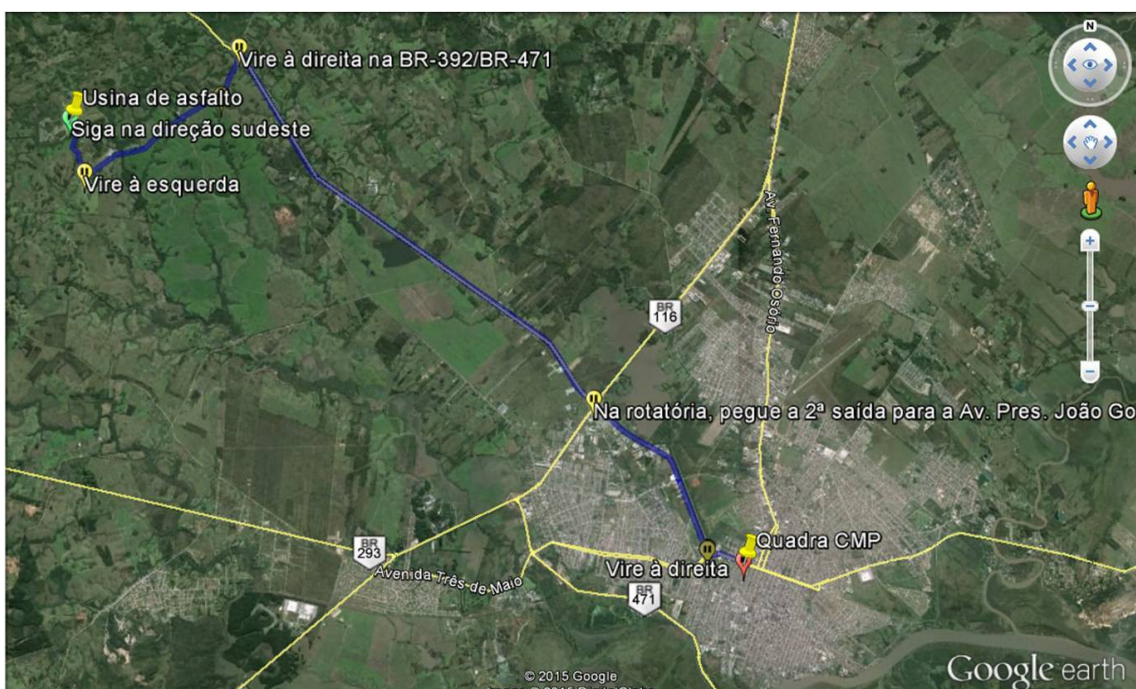 N
Vire à direita na BR-392/BR-471
Usina de asfalto
Siga na direção sudeste
Vire à esquerda
Av. Fernando Osório
BR
116
Na rotatória, pegue a 2ª saída para a Av. Pres. João Go
BR
293
Avenida Três de Maio
Quadra CMP
Vire à direita
BR
471
© 2015 Google
Google earth